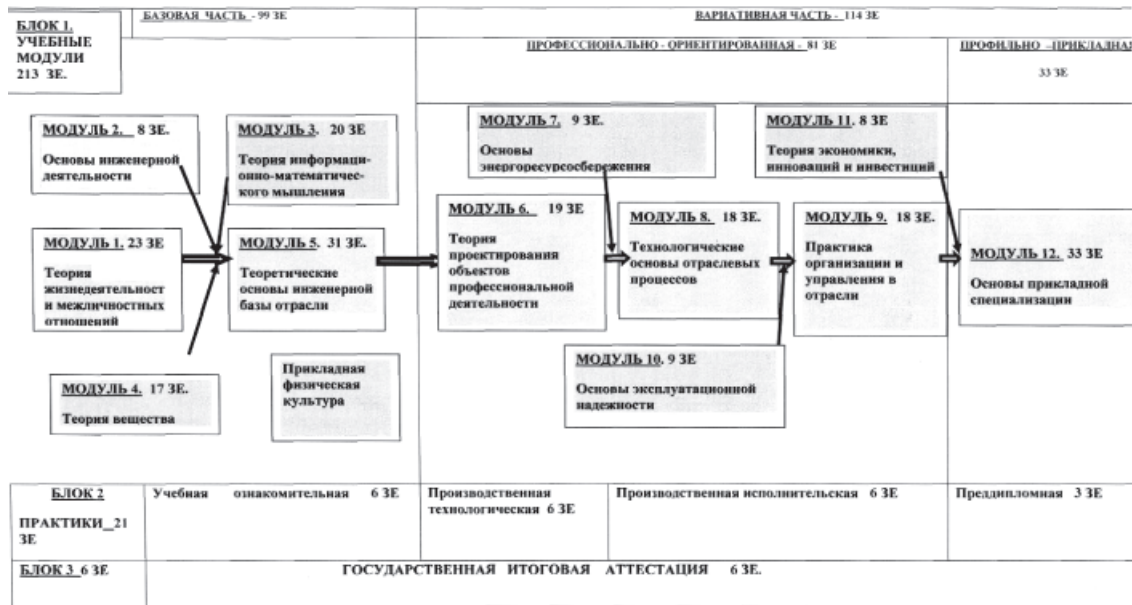 БЛОК 1.
УЧЕБНЫЕ
МОДУЛИ
213 ЗЕ.
БАЗОВАЯ ЧАСТЬ - 99 ЗЕ
ВАРИАТИВНАЯ ЧАСТЬ - 114 ЗЕ
ПРОФЕССИОНАЛЬНО - ОРИЕНТИРОВАННАЯ - 81 ЗЕ
ПРОФИЛЬНО –ПРИКЛАДНАЯ
33 ЗЕ
МОДУЛЬ 2. 8 ЗЕ.
Основы инженерной
деятельности
МОДУЛЬ 3. 20 ЗЕ
Теория информаци-
онно-математичес-
кого мышления
МОДУЛЬ 7. 9 ЗЕ.
Основы
энергоресурсосбережения
МОДУЛЬ 11. 8 ЗЕ
Теория экономики,
инноваций и инвестиций
МОДУЛЬ 1. 23 ЗЕ
Теория
жизнедеятельност
и межличностных
отношений
МОДУЛЬ 5. 31 ЗЕ.
Теоретические
основы инженерной
базы отрасли
МОДУЛЬ 6. 19 ЗЕ
Теория
проектирования
объектов
профессиональной
деятельности
МОДУЛЬ 8. 18 ЗЕ.
Технологические
основы отраслевых
процессов
МОДУЛЬ 9. 18 ЗЕ.
Практика
организации и
управления в
отрасли
МОДУЛЬ 12. 33 ЗЕ
Основы прикладной
специализации
МОДУЛЬ 4. 17 ЗЕ.
Теория вещества
Прикладная
физическая
культура
МОДУЛЬ 10. 9 ЗЕ
Основы эксплуатационной
надежности
БЛОК 2
ПРАКТИКИ_21
ЗЕ
Учебная ознакомительная 6 ЗЕ
Производственная
технологическая 6 ЗЕ
Производственная исполнительская 6 ЗЕ
Преддипломная 3 ЗЕ
БЛОК 3 6 ЗЕ
ГОСУДАРСТВЕННАЯ ИТОГОВАЯ АТТЕСТАЦИЯ 6 ЗЕ.